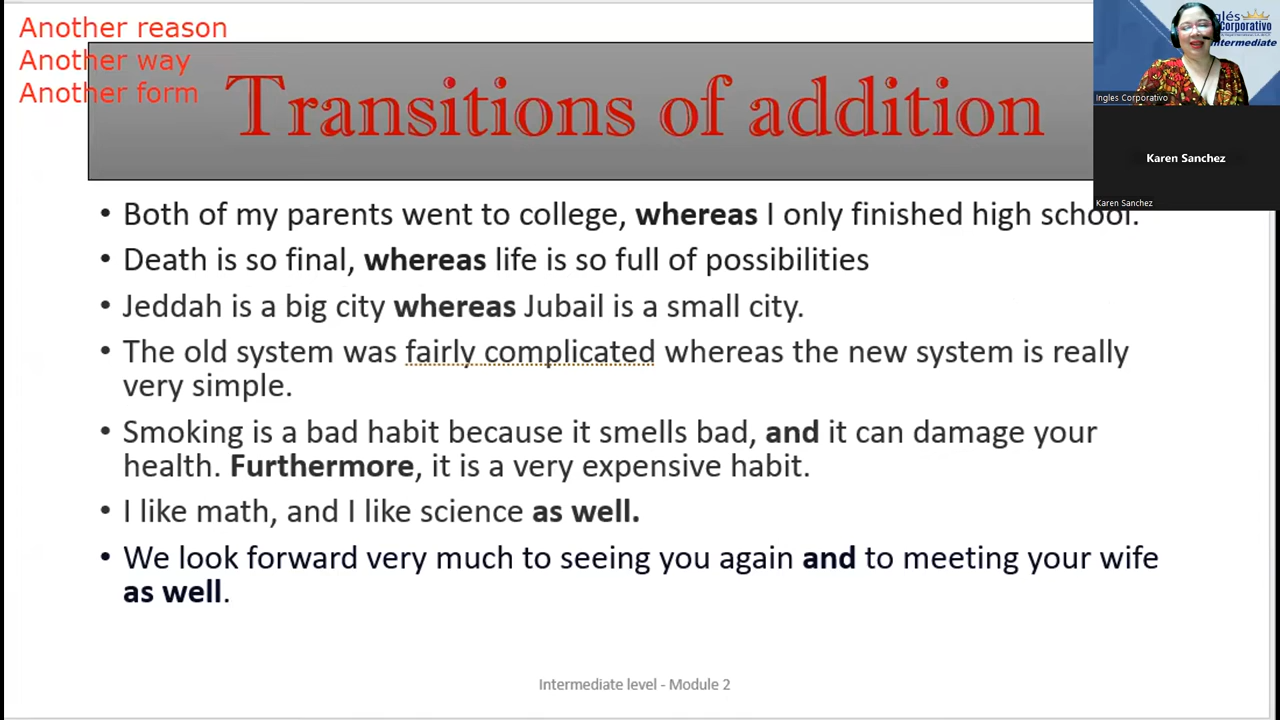 Another reason
Another way
Another form
Transitions of addition
• Both of my parents went to college, whereas I only finished high school.
• Death is so final, whereas life is so full of possibilities
• Jeddah is a big city whereas Jubail is a small city.
• The old system was fairly complicated whereas the new system is really
very simple.
• Smoking is a bad habit because it smells bad, and it can damage your
health. Furthermore, it is a very expensive habit.
• I like math, and I like science as well.
• We look forward very much to seeing you again and to meeting your wife
as well.
Intermediate level - Module 2
Corporativo
Intermediate
Ingles Corporativo
Karen Sanchez
Karen Sanchez